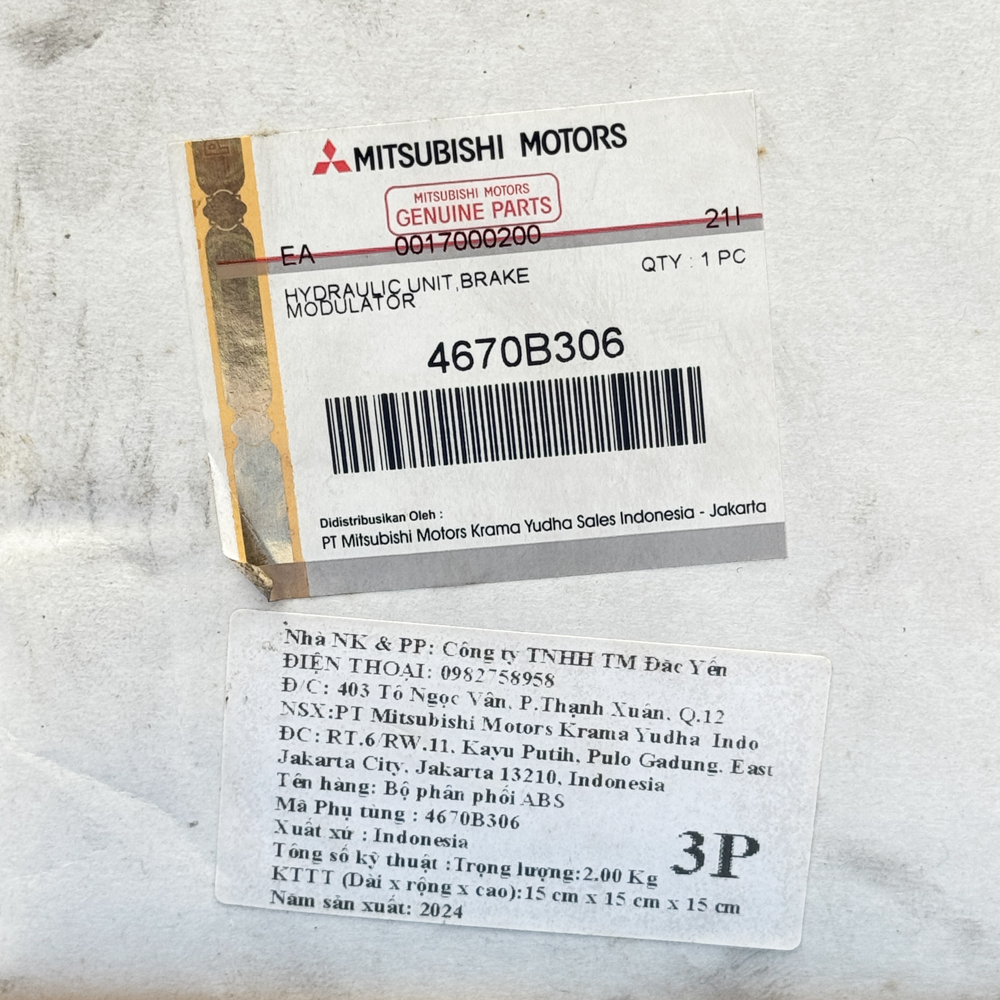 MITSUBISHI MOTORS
MITSUBISHI MOTORS
GENUINE PARTS
EA 0017000200 21I
HYDRAULIC UNIT,BRAKE MODULATOR
QTY : 1 PC
4670B306
Didistribusikan Oleh :
PT Mitsubishi Motors Krama Yudha Sales Indonesia - Jakarta
Nhà NK & PP: Công ty TNHH TM Đăc Yến
ĐIỆN THOẠI: 0982758958
Đ/C: 403 Tô Ngọc Vân, P.Thạnh Xuân, Q.12
NSX:PT Mitsubishi Motors Krama Yudha Indo
ĐC: RT.6/RW.11, Kayu Putih, Pulo Gadung, East
Jakarta City, Jakarta 13210, Indonesia
Tên hàng: Bộ phân phối ABS
Mã Phụ tùng : 4670B306
Xuất xứ : Indonesia
Tông số kỹ thuật :Trọng lượng:2.00 Kg
KTTT (Dài x rộng x cao):15 cm x 15 cm x 15 cm
Năm sản xuất: 2024
3P